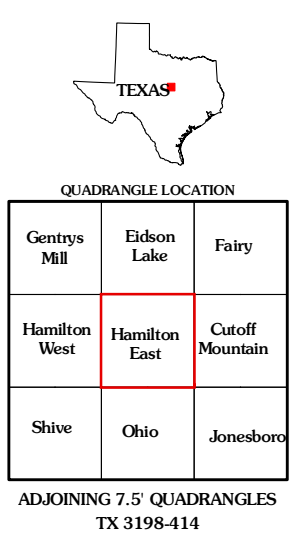 TEXAS
QUADRANGLE LOCATION
Gentrys
Mill
Eidson
Lake
Fairy
Hamilton
West
Hamilton
East
Cutoff
Mountain
Shive
Ohio
Jonesboro
ADJOINING 7.5' QUADRANGLES
TX 3198-414